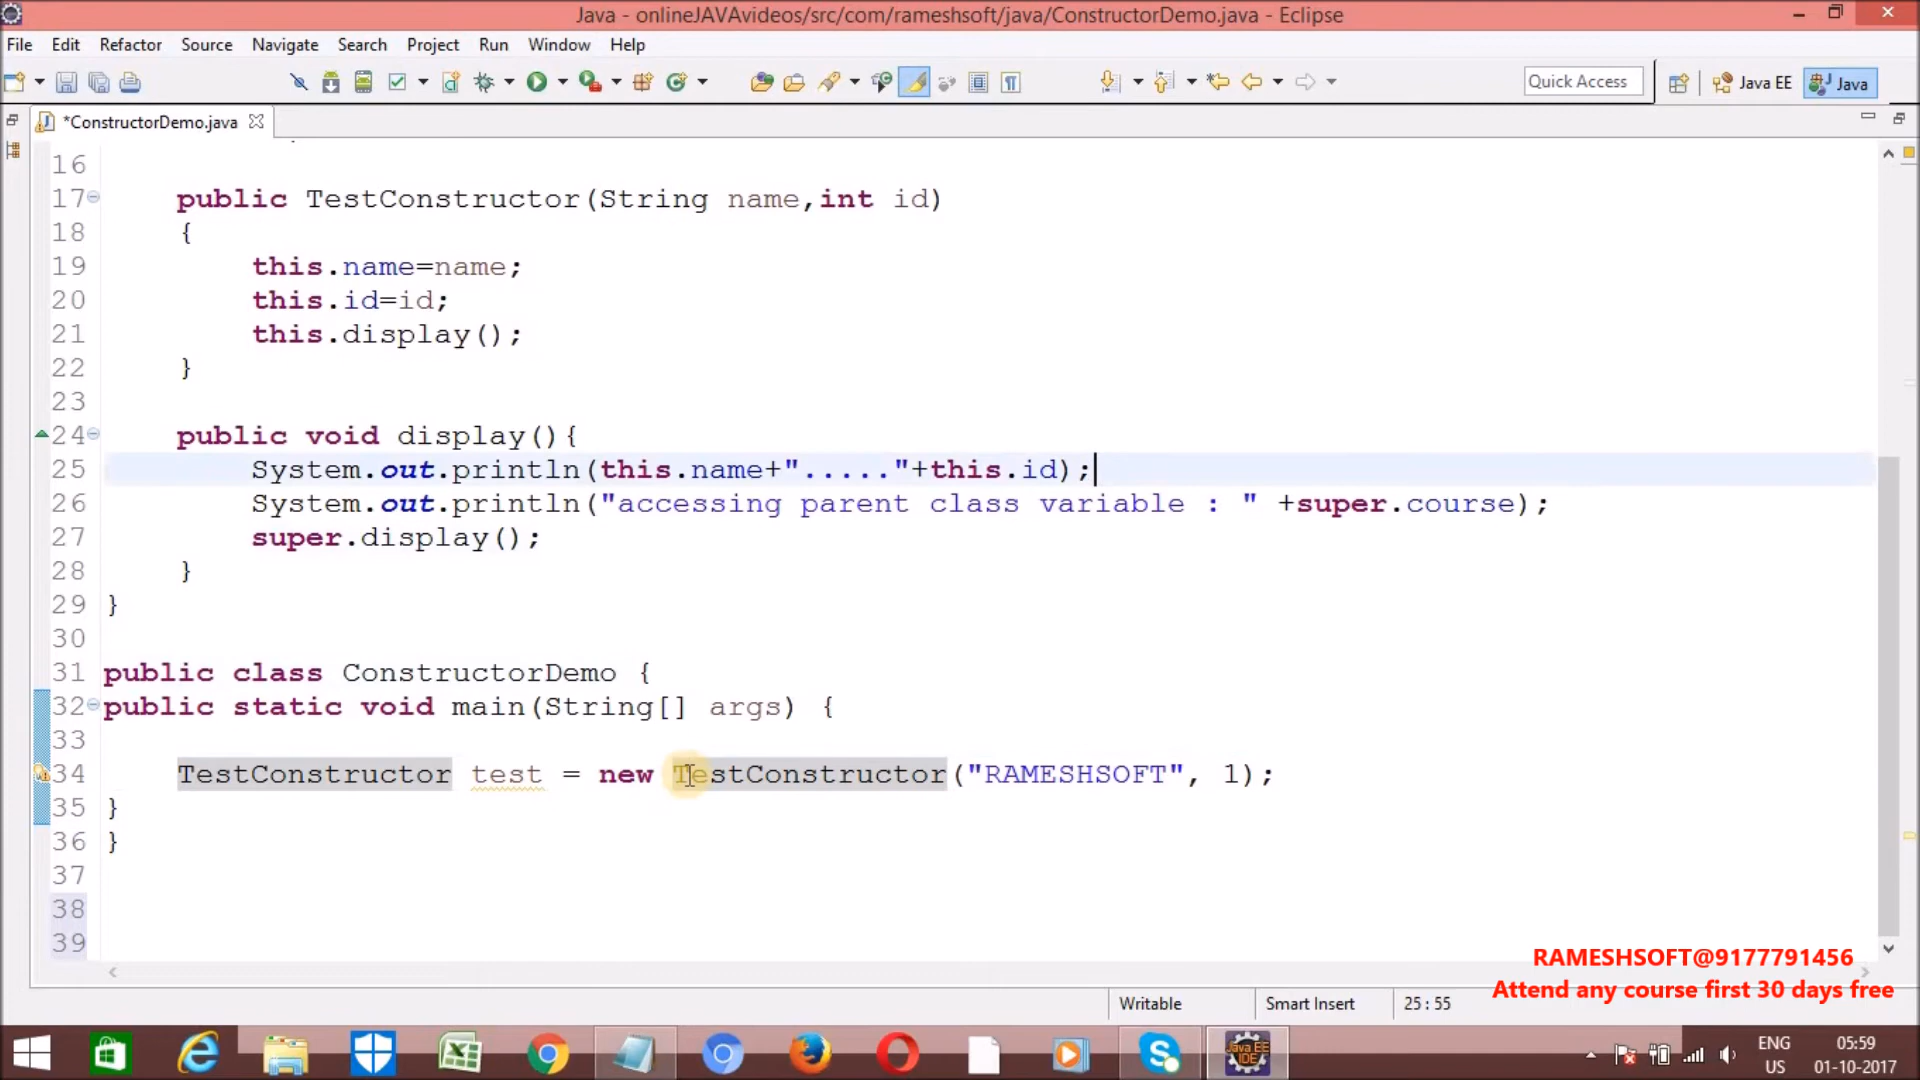 Java - onlineJAVAvideos/src/com/rameshsoft/java/ConstructorDemo.java - Eclipse
File Edit Refactor Source Navigate Search Project Run Window Help
Quick Access Java EE Java
*ConstructorDemo.java
16
17 public TestConstructor(String name,int id)
18 {
19 this.name=name;
20 this.id=id;
21 this.display();
22 }
23
24 public void display(){
25 System.out.println(this.name+"....."+this.id);
26 System.out.println("accessing parent class variable : " +super.course);
27 super.display();
28 }
29 }
30
31 public class ConstructorDemo {
32 public static void main(String[] args) {
33
34 TestConstructor test = new TestConstructor("RAMESHSOFT", 1);
35 }
36 }
37
38
39
RAMESHSOFT@9177791456
Attend any course first 30 days free
Writable Smart Insert 25 : 55
Java EE
IDE
ENG 05:59
US 01-10-2017